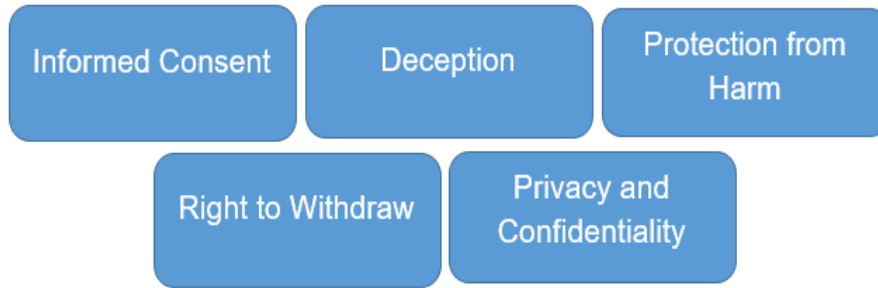 Informed Consent
Deception
Protection from
Harm
Right to Withdraw
Privacy and
Confidentiality